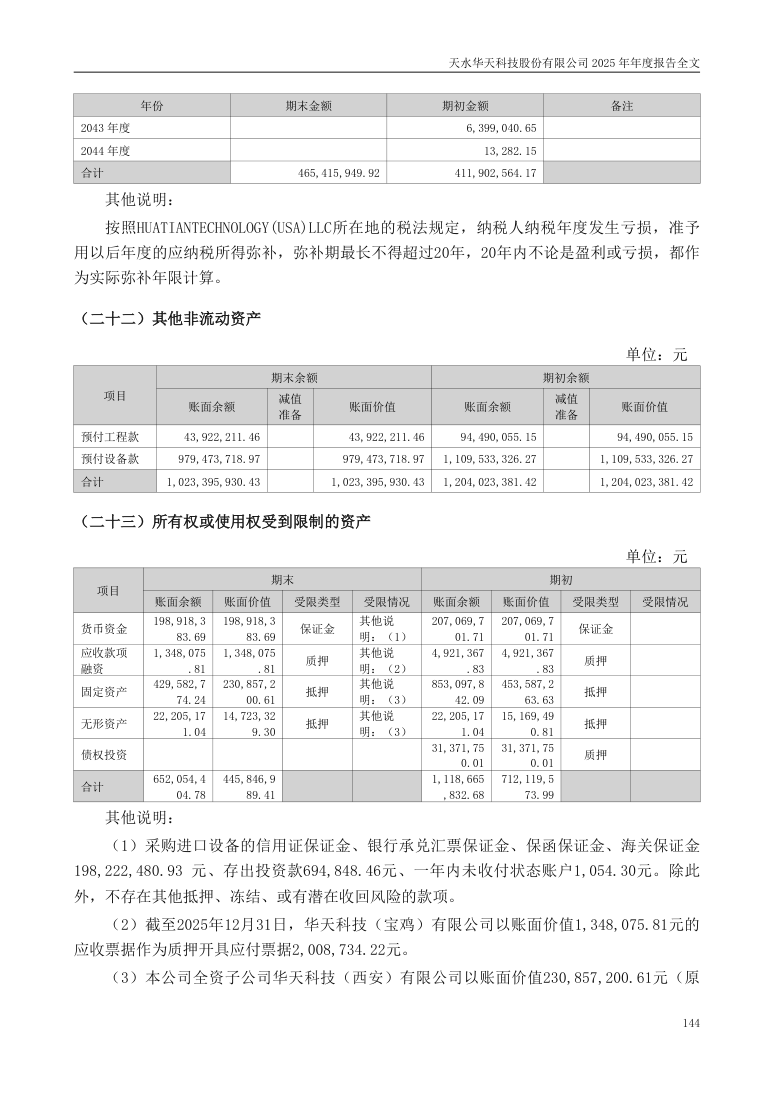 天水华天科技股份有限公司 2025 年年度报告全文
年份 期末金额 期初金额 备注
2043 年度 6,399,040.65
2044 年度 13,282.15
合计 465,415,949.92 411,902,564.17
其他说明：
按照HUATIANTECHNOLOGY(USA)LLC所在地的税法规定，纳税人纳税年度发生亏损，准予
用以后年度的应纳税所得弥补，弥补期最长不得超过20年，20年内不论是盈利或亏损，都作
为实际弥补年限计算。
（二十二）其他非流动资产
单位：元
项目 期末余额 期初余额
账面余额 减值准备 账面价值 账面余额 减值准备 账面价值
预付工程款 43,922,211.46 43,922,211.46 94,490,055.15 94,490,055.15
预付设备款 979,473,718.97 979,473,718.97 1,109,533,326.27 1,109,533,326.27
合计 1,023,395,930.43 1,023,395,930.43 1,204,023,381.42 1,204,023,381.42
（二十三）所有权或使用权受到限制的资产
单位：元
项目 期末 期初
账面余额 账面价值 受限类型 受限情况 账面余额 账面价值 受限类型 受限情况
货币资金 198,918,383.69 198,918,383.69 保证金 其他说明：（1） 207,069,701.71 207,069,701.71 保证金
应收款项融资 1,348,075.81 1,348,075.81 质押 其他说明：（2） 4,921,367.83 4,921,367.83 质押
固定资产 429,582,774.24 230,857,200.61 抵押 其他说明：（3） 853,097,842.09 453,587,263.63 抵押
无形资产 22,205,171.04 14,723,329.30 抵押 其他说明：（3） 22,205,171.04 15,169,490.81 抵押
债权投资 31,371,750.01 31,371,750.01 质押
合计 652,054,404.78 445,846,989.41 1,118,665,832.68 712,119,573.99
其他说明：
（1）采购进口设备的信用证保证金、银行承兑汇票保证金、保函保证金、海关保证金
198,222,480.93 元、存出投资款694,848.46元、一年内未收付状态账户1,054.30元。除此
外，不存在其他抵押、冻结、或有潜在收回风险的款项。
（2）截至2025年12月31日，华天科技（宝鸡）有限公司以账面价值1,348,075.81元的
应收票据作为质押开具应付票据2,008,734.22元。
（3）本公司全资子公司华天科技（西安）有限公司以账面价值230,857,200.61元（原
144